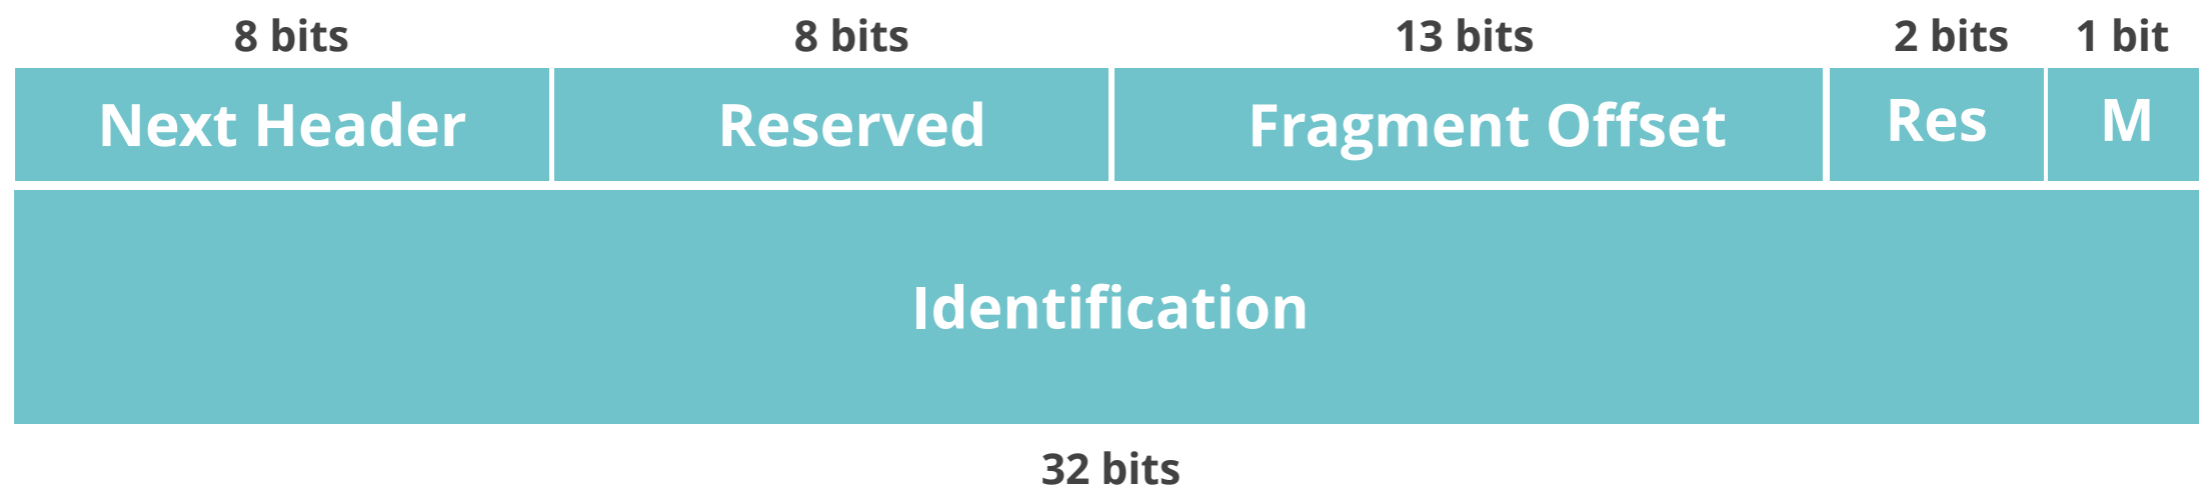 8 bits 8 bits 13 bits 2 bits 1 bit
Next Header Reserved Fragment Offset Res M
Identification
32 bits